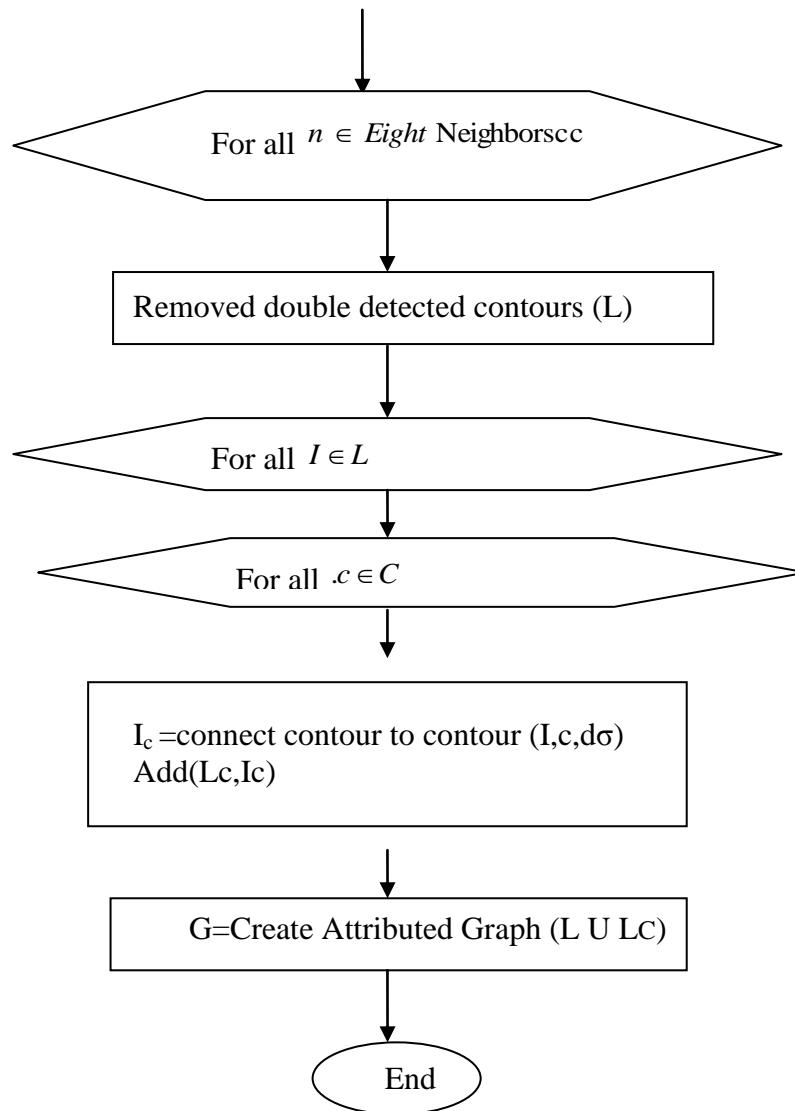 For all n ∈ Eight Neighborscc
Removed double detected contours (L)
For all I ∈ L
For all .c ∈ C
Ic =connect contour to contour (I,c,dσ)
Add(Lc,Ic)
G=Create Attributed Graph (L U LC)
End